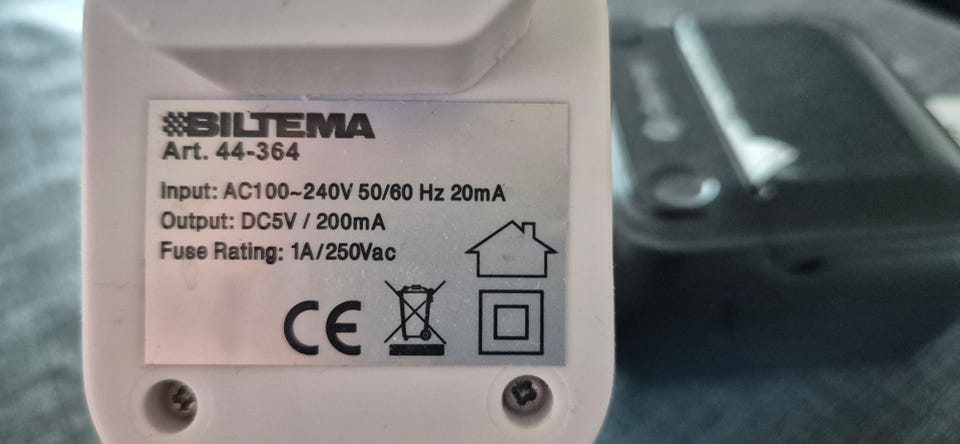 BILTEMA
Art. 44-364
Input: AC100~240V 50/60 Hz 20mA
Output: DC5V / 200mA
Fuse Rating: 1A/250Vac
CE